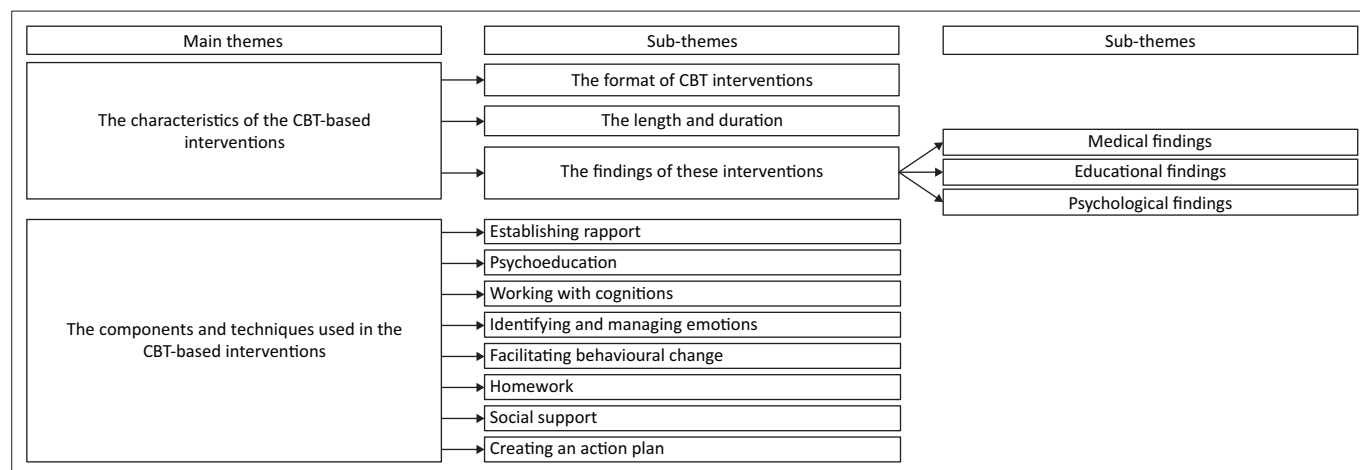 Main themes
Sub-themes
Sub-themes
The characteristics of the CBT-based
interventions
The format of CBT interventions
The length and duration
The findings of these interventions
Medical findings
Educational findings
Psychological findings
The components and techniques used in the
CBT-based interventions
Establishing rapport
Psychoeducation
Working with cognitions
Identifying and managing emotions
Facilitating behavioural change
Homework
Social support
Creating an action plan